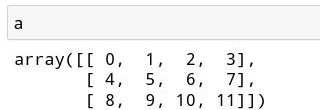 a
array([[ 0,  1,  2,  3],
       [ 4,  5,  6,  7],
       [ 8,  9, 10, 11]])